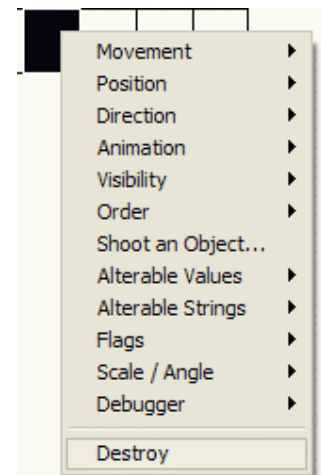 Movement
Position
Direction
Animation
Visibility
Order
Shoot an Object...
Alterable Values
Alterable Strings
Flags
Scale / Angle
Debugger
Destroy